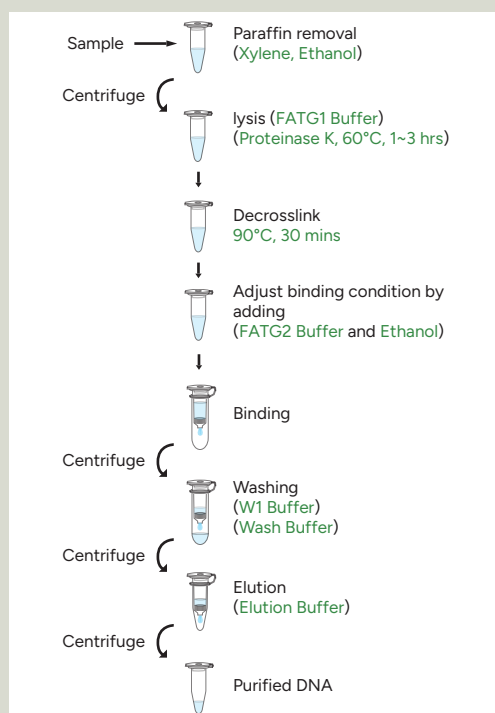 Sample
Paraffin removal
(Xylene, Ethanol)
Centrifuge
lysis (FATG1 Buffer)
(Proteinase K, 60°C, 1~3 hrs)
Decrosslink
90°C, 30 mins
Adjust binding condition by
adding
(FATG2 Buffer and Ethanol)
Binding
Centrifuge
Washing
(W1 Buffer)
(Wash Buffer)
Centrifuge
Elution
(Elution Buffer)
Centrifuge
Purified DNA